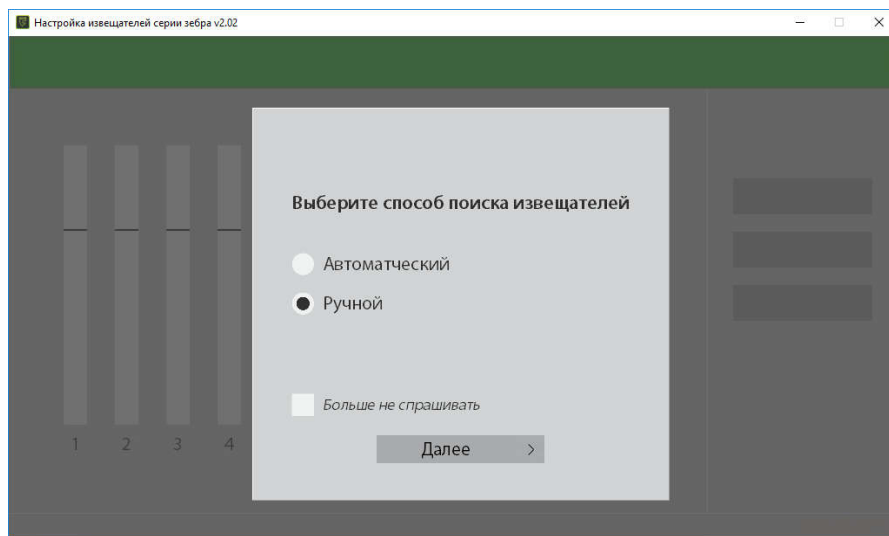 Настройка извещателей серии зебра v2.02
Выберите способ поиска извещателей
Автоматческий
Ручной
Больше не спрашивать
Далее
1 2 3 4